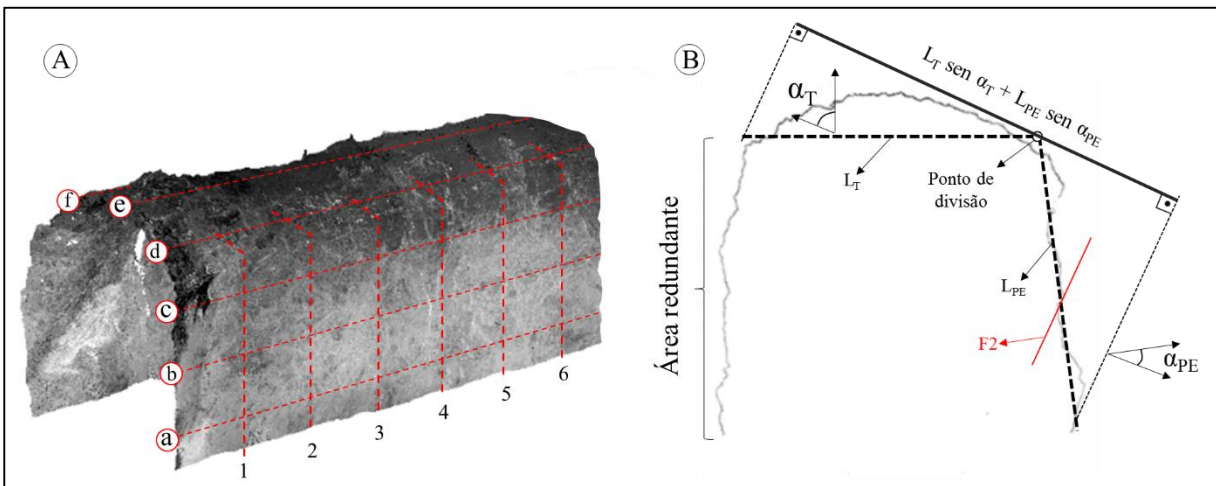 A
f
e
d
c
b
a
1
2
3
4
5
6
B
L_T sen α_T + L_PE sen α_PE
α_T
L_T
Ponto de
divisão
Área redundante
L_PE
F2
α_PE